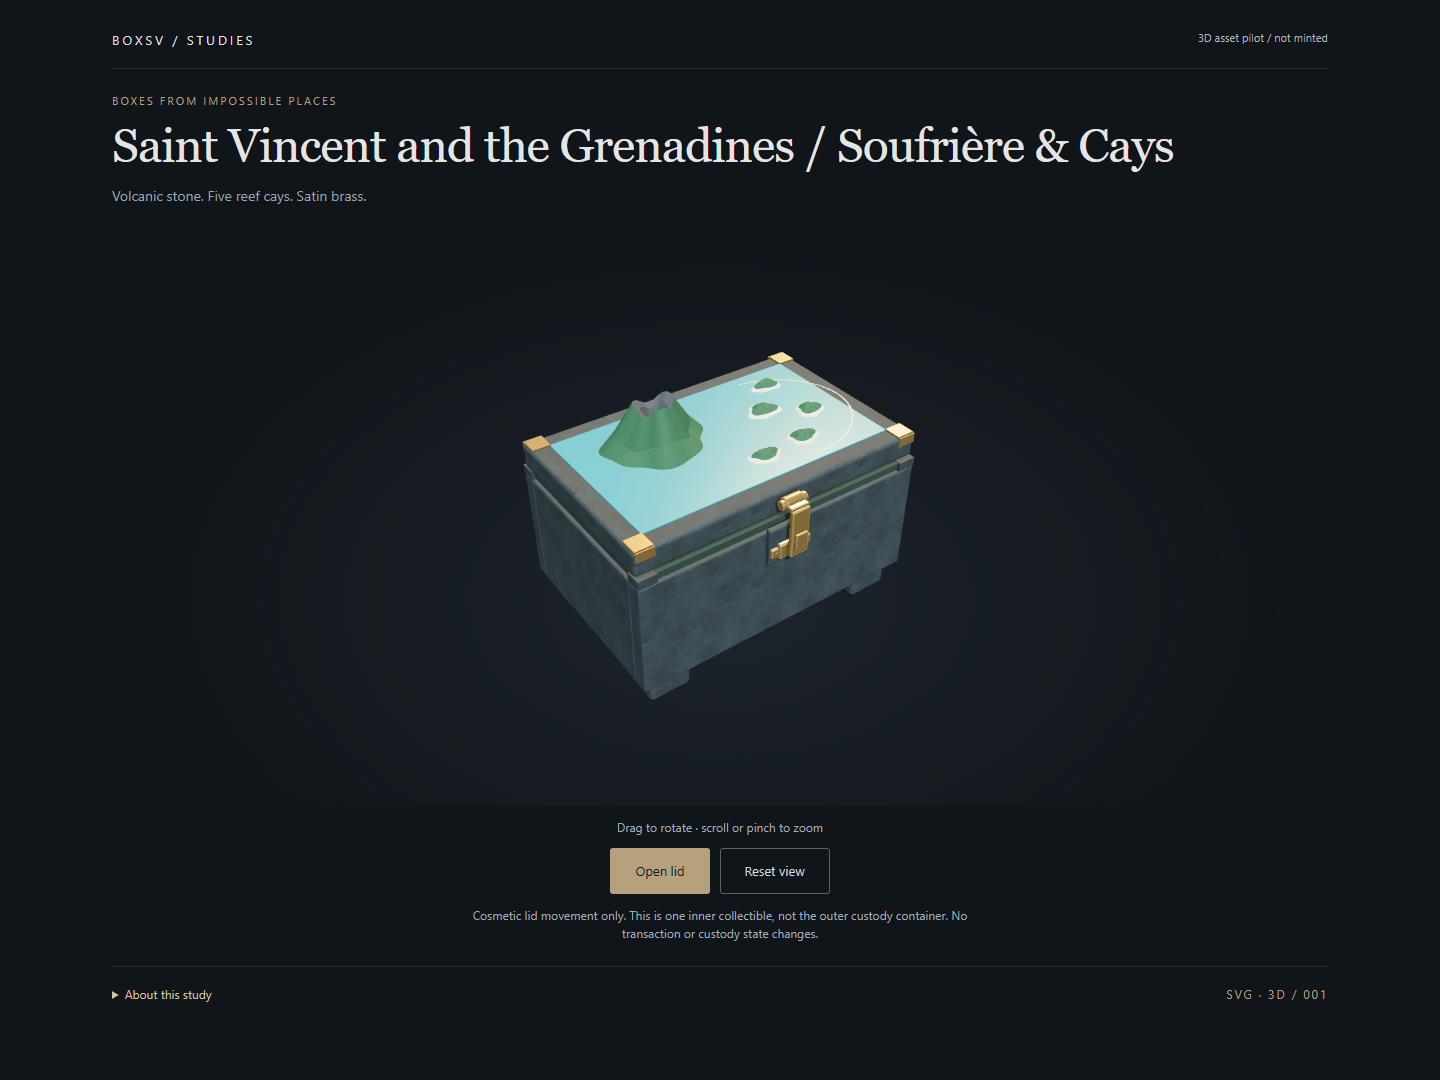 BOXSV / STUDIES
3D asset pilot / not minted
BOXES FROM IMPOSSIBLE PLACES
Saint Vincent and the Grenadines / Soufrière & Cays
Volcanic stone. Five reef cays. Satin brass.
Drag to rotate · scroll or pinch to zoom
Open lid
Reset view
Cosmetic lid movement only. This is one inner collectible, not the outer custody container. No
transaction or custody state changes.
About this study
SVG · 3D / 001